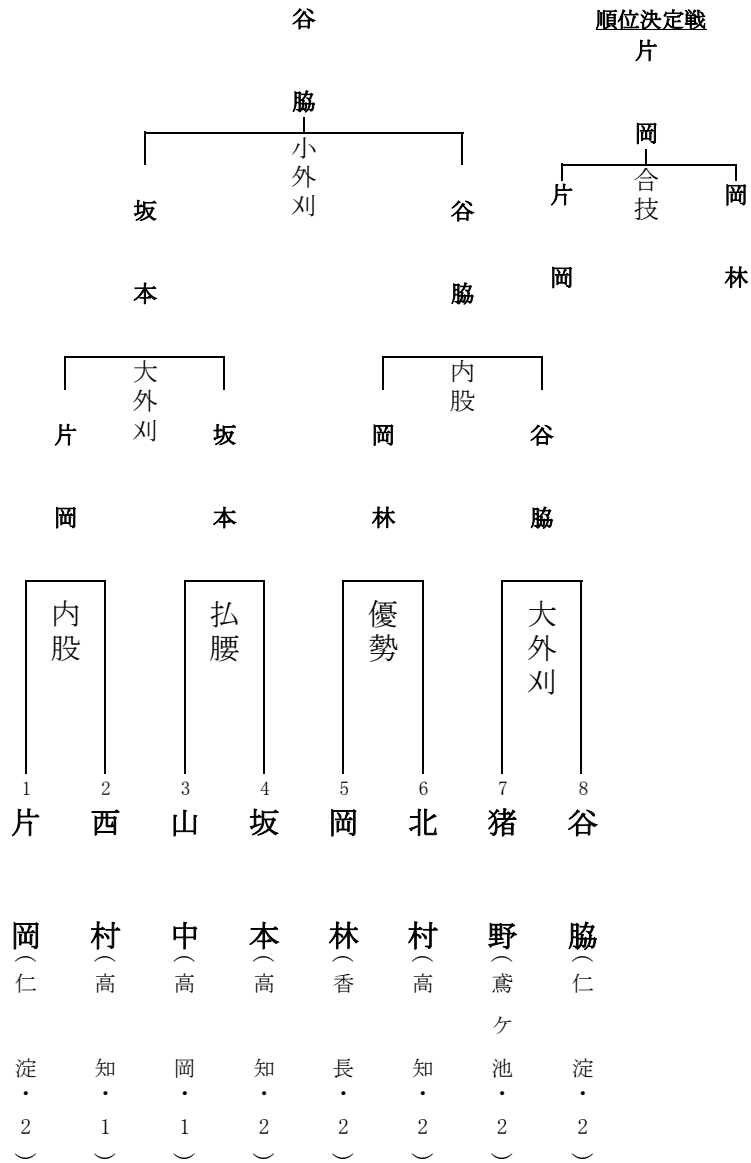 谷脇
小外刈
坂本
谷脇
大外刈
内股
片岡
坂本
岡林
谷脇
内股
払腰
優勢
大外刈
1
2
3
4
5
6
7
8
片岡(仁淀・2)
西村(高知・1)
山中(高岡・1)
坂本(高知・2)
岡林(香長・2)
北村(高知・2)
猪野(鳶ケ池・2)
谷脇(仁淀・2)
順位決定戦
片岡
合技
片岡
岡林